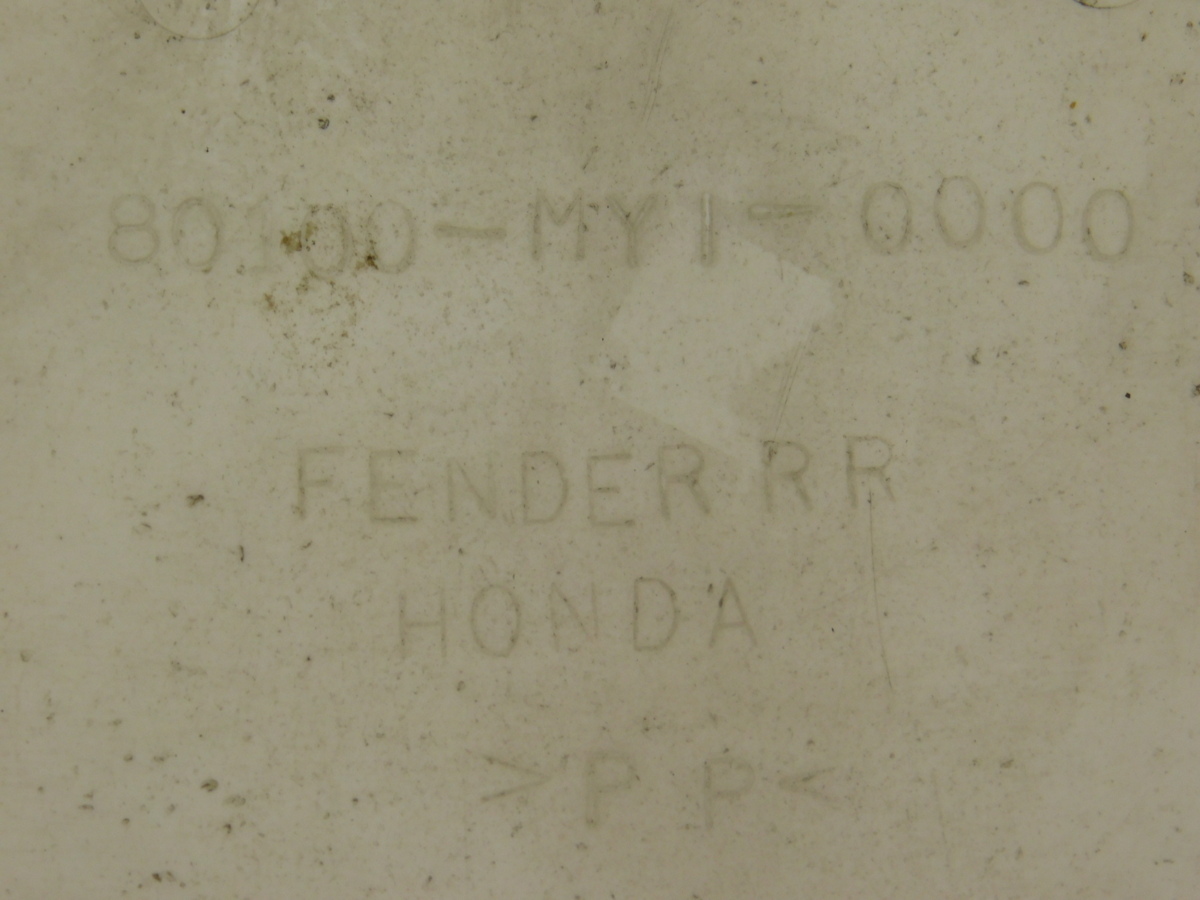 80100-MY1-0000
FENDER RR
HONDA
>PP<